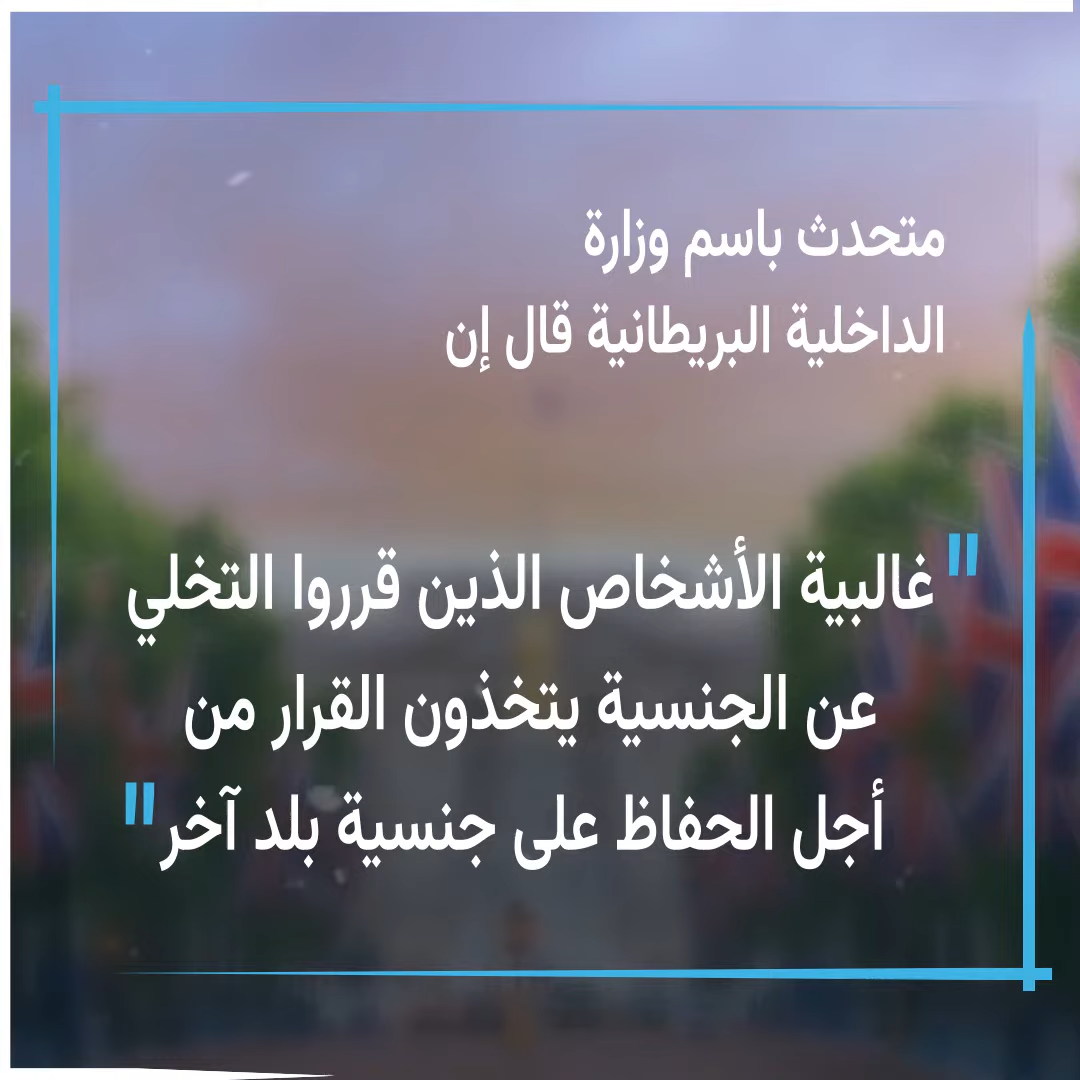 متحدث باسم وزارة
الداخلية البريطانية قال إن
"غالبية الأشخاص الذين قرروا التخلي
عن الجنسية يتخذون القرار من
أجل الحفاظ على جنسية بلد آخر"